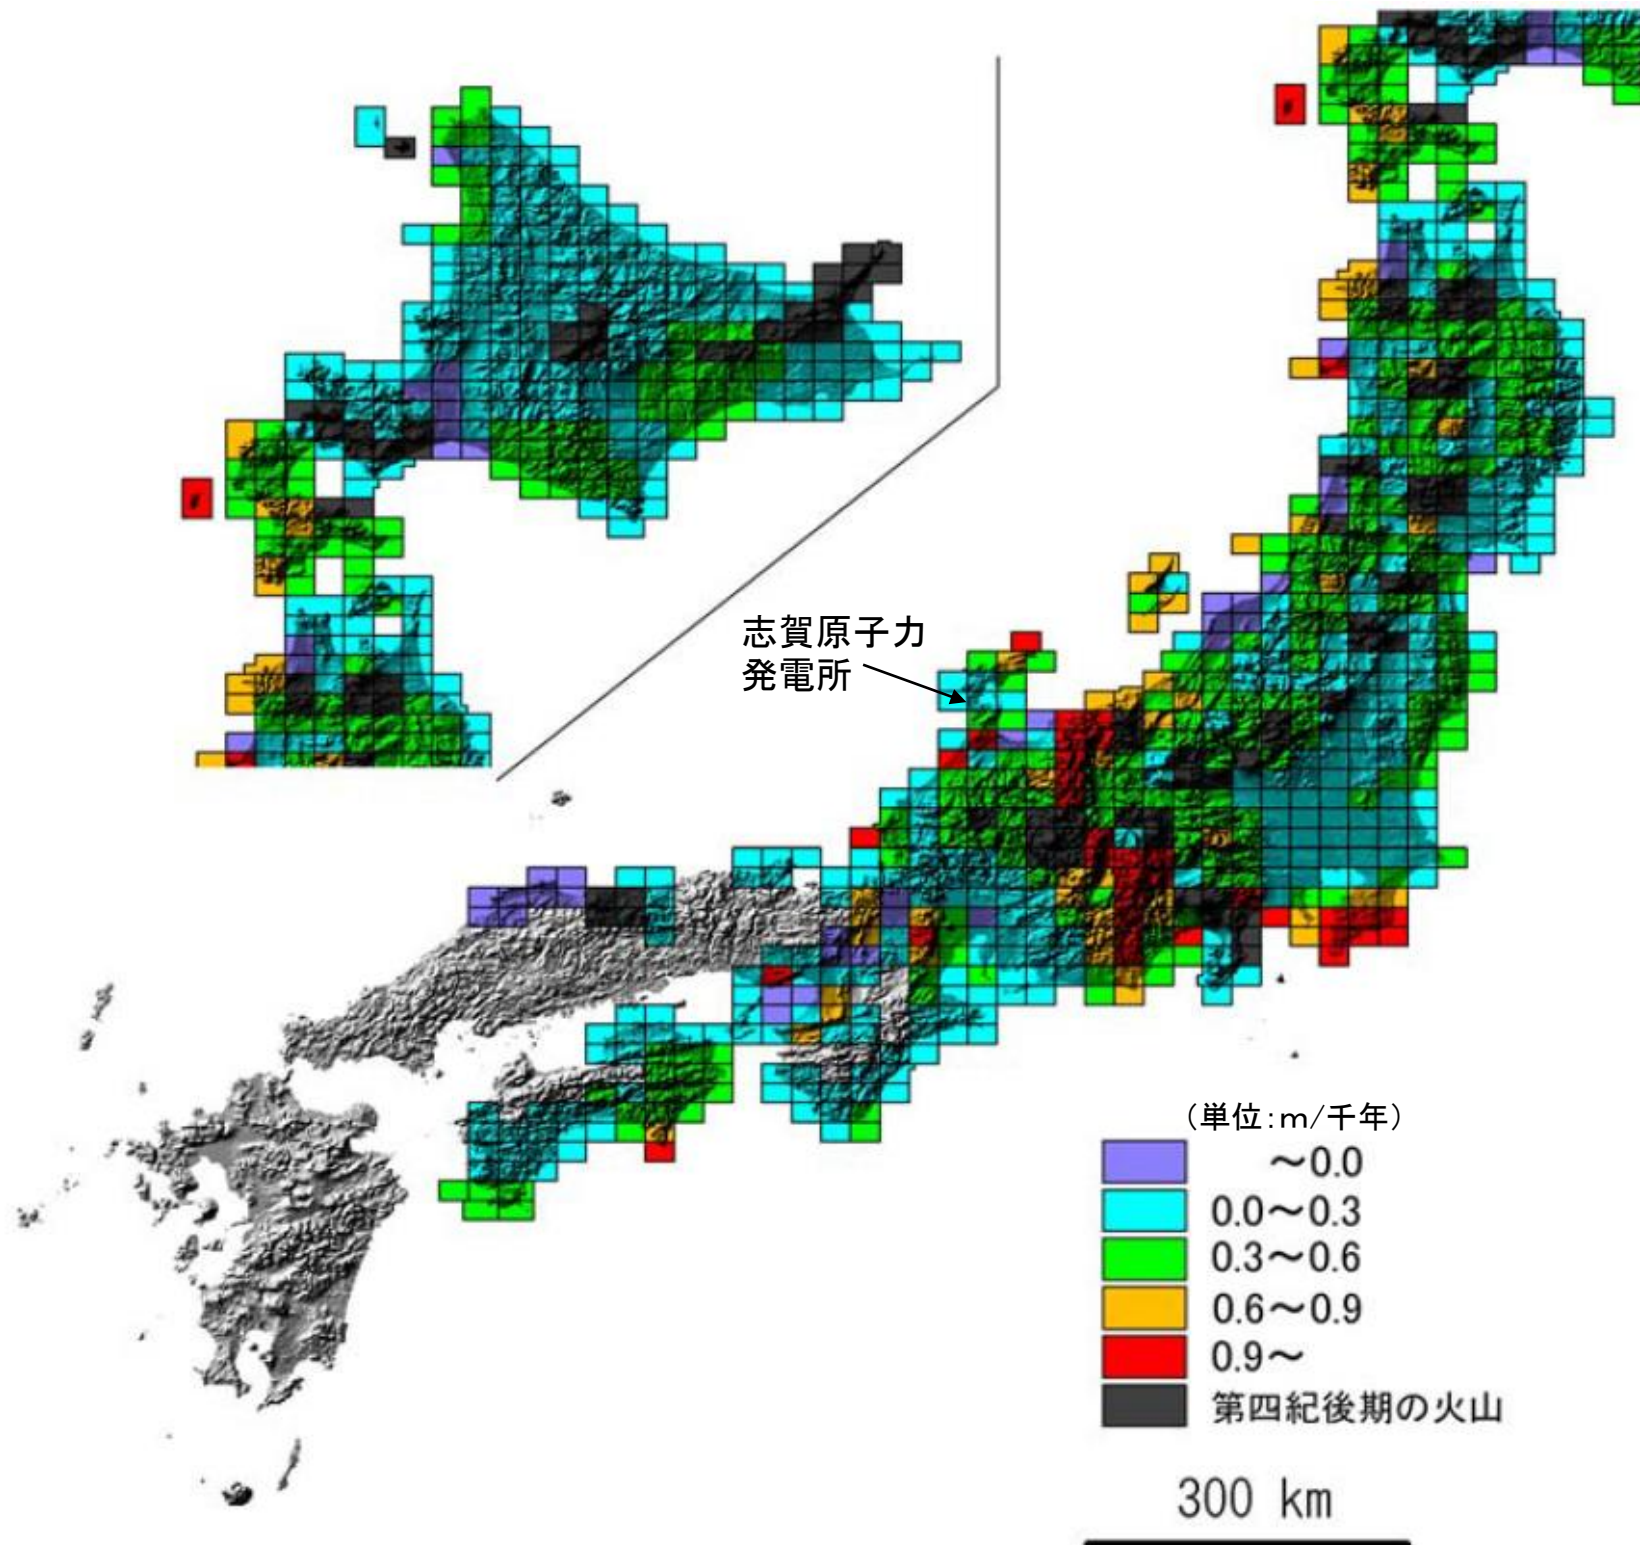 志賀原子力
発電所
（単位：ｍ/千年）
～0.0
0.0～0.3
0.3～0.6
0.6～0.9
0.9～
第四紀後期の火山
300 km